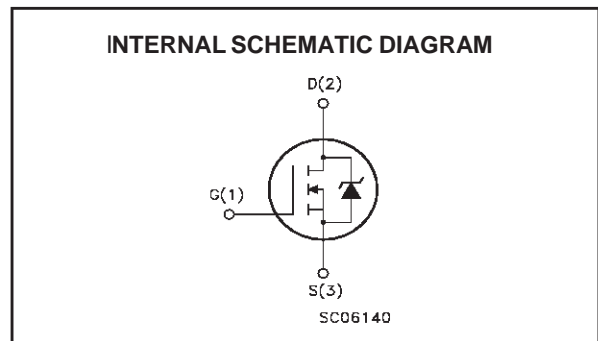 INTERNAL SCHEMATIC DIAGRAM
D(2)
G(1)
S(3)
SC06140